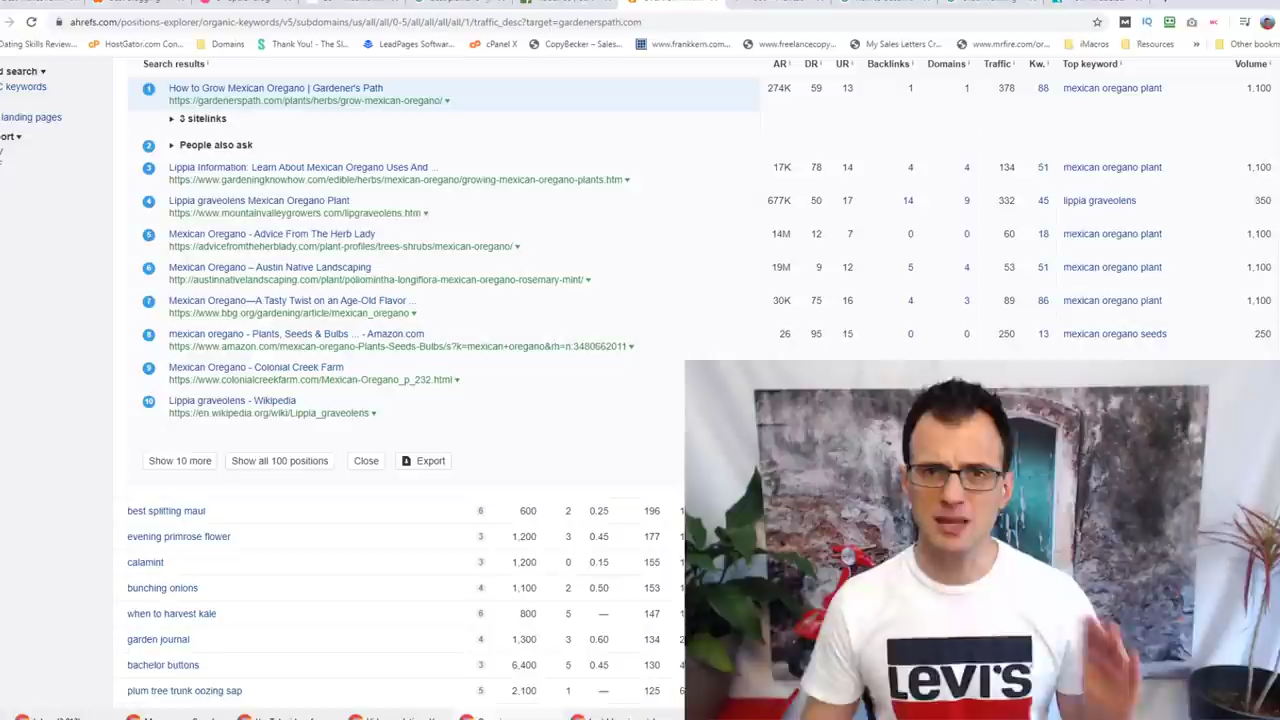 ahrefs.com/positions-explorer/organic-keywords/v5/subdomains/us/all/all/0-5/all/all/all/all/1/traffic_desc?target=gardenerspath.com
Dating Skills Review... HostGator.com Con... Domains Thank You! - The Sl... LeadPages Softwar... cPanel X CopyBecker – Sales... www.frankkern.com www.freelancecopy... My Sales Letters Cr... www.mrfire.com/or... iMacros Resources » Other bookm
d search
C keywords
landing pages
port
Search results AR DR UR Backlinks Domains Traffic Kw. Top keyword Volume
1 How to Grow Mexican Oregano | Gardener's Path 274K 59 13 1 1 378 88 mexican oregano plant 1,100
https://gardenerspath.com/plants/herbs/grow-mexican-oregano/
3 sitelinks
2 People also ask
3 Lippia Information: Learn About Mexican Oregano Uses And ... 17K 78 14 4 4 134 51 mexican oregano plant 1,100
https://www.gardeningknowhow.com/edible/herbs/mexican-oregano/growing-mexican-oregano-plants.htm
4 Lippia graveolens Mexican Oregano Plant 677K 50 17 14 9 332 45 lippia graveolens 350
https://www.mountainvalleygrowers.com/lipgraveolens.htm
5 Mexican Oregano - Advice From The Herb Lady 14M 12 7 0 0 60 18 mexican oregano plant 1,100
https://advicefromtheherblady.com/plant-profiles/trees-shrubs/mexican-oregano/
6 Mexican Oregano – Austin Native Landscaping 19M 9 12 5 4 53 51 mexican oregano plant 1,100
http://austinnativelandscaping.com/plant/poliomintha-longiflora-mexican-oregano-rosemary-mint/
7 Mexican Oregano—A Tasty Twist on an Age-Old Flavor ... 30K 75 16 4 3 89 86 mexican oregano plant 1,100
https://www.bbg.org/gardening/article/mexican_oregano
8 mexican oregano - Plants, Seeds & Bulbs ... - Amazon.com 26 95 15 0 0 250 13 mexican oregano seeds 250
https://www.amazon.com/mexican-oregano-Plants-Seeds-Bulbs/s?k=mexican+oregano&rh=n:3480662011
9 Mexican Oregano - Colonial Creek Farm
https://www.colonialcreekfarm.com/Mexican-Oregano_p_232.html
10 Lippia graveolens - Wikipedia
https://en.wikipedia.org/wiki/Lippia_graveolens
Show 10 more Show all 100 positions Close Export
best splitting maul 6 600 2 0.25 196
evening primrose flower 3 1,200 3 0.45 177
calamint 3 1,200 0 0.15 155
bunching onions 4 1,100 2 0.50 153
when to harvest kale 6 800 5 — 147
garden journal 4 1,300 3 0.60 134
bachelor buttons 3 6,400 5 0.45 130
plum tree trunk oozing sap 5 2,100 1 — 125
LEVI'S